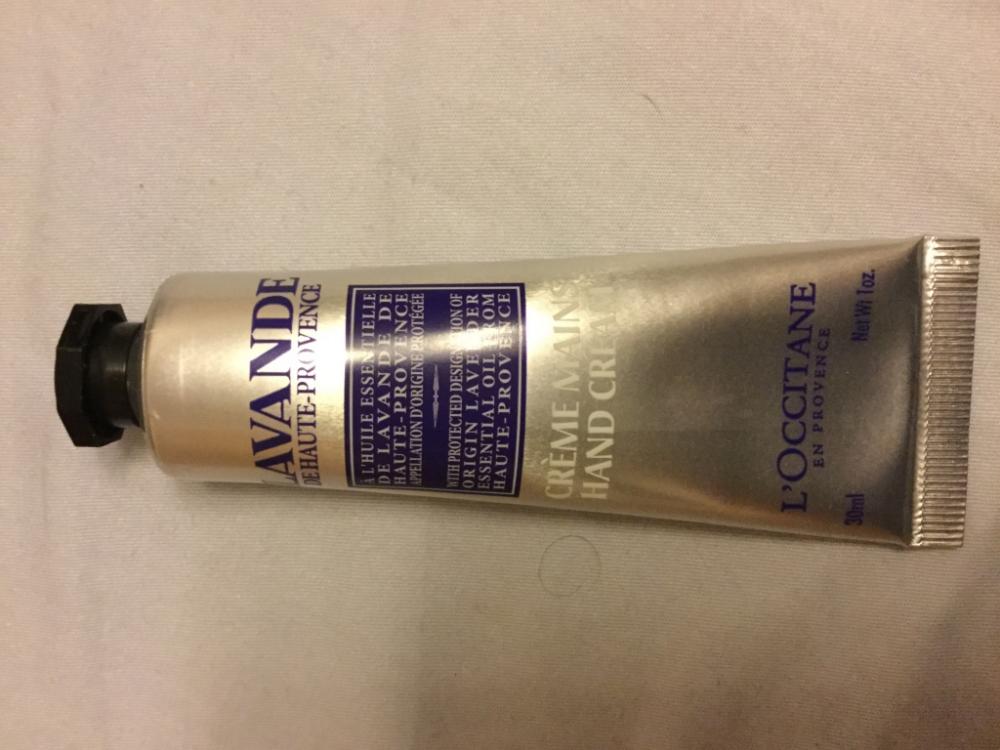 LAVANDE
DE HAUTE-PROVENCE
À L'HUILE ESSENTIELLE
DE LAVANDE DE
HAUTE-PROVENCE
APPELLATION D'ORIGINE PROTÉGÉE
WITH PROTECTED DESIGNATION OF
ORIGIN LAVENDER
ESSENTIAL OIL FROM
HAUTE-PROVENCE
CRÈME MAINS
HAND CREAM
L'OCCITANE
EN PROVENCE
30ml Net Wt 1oz.